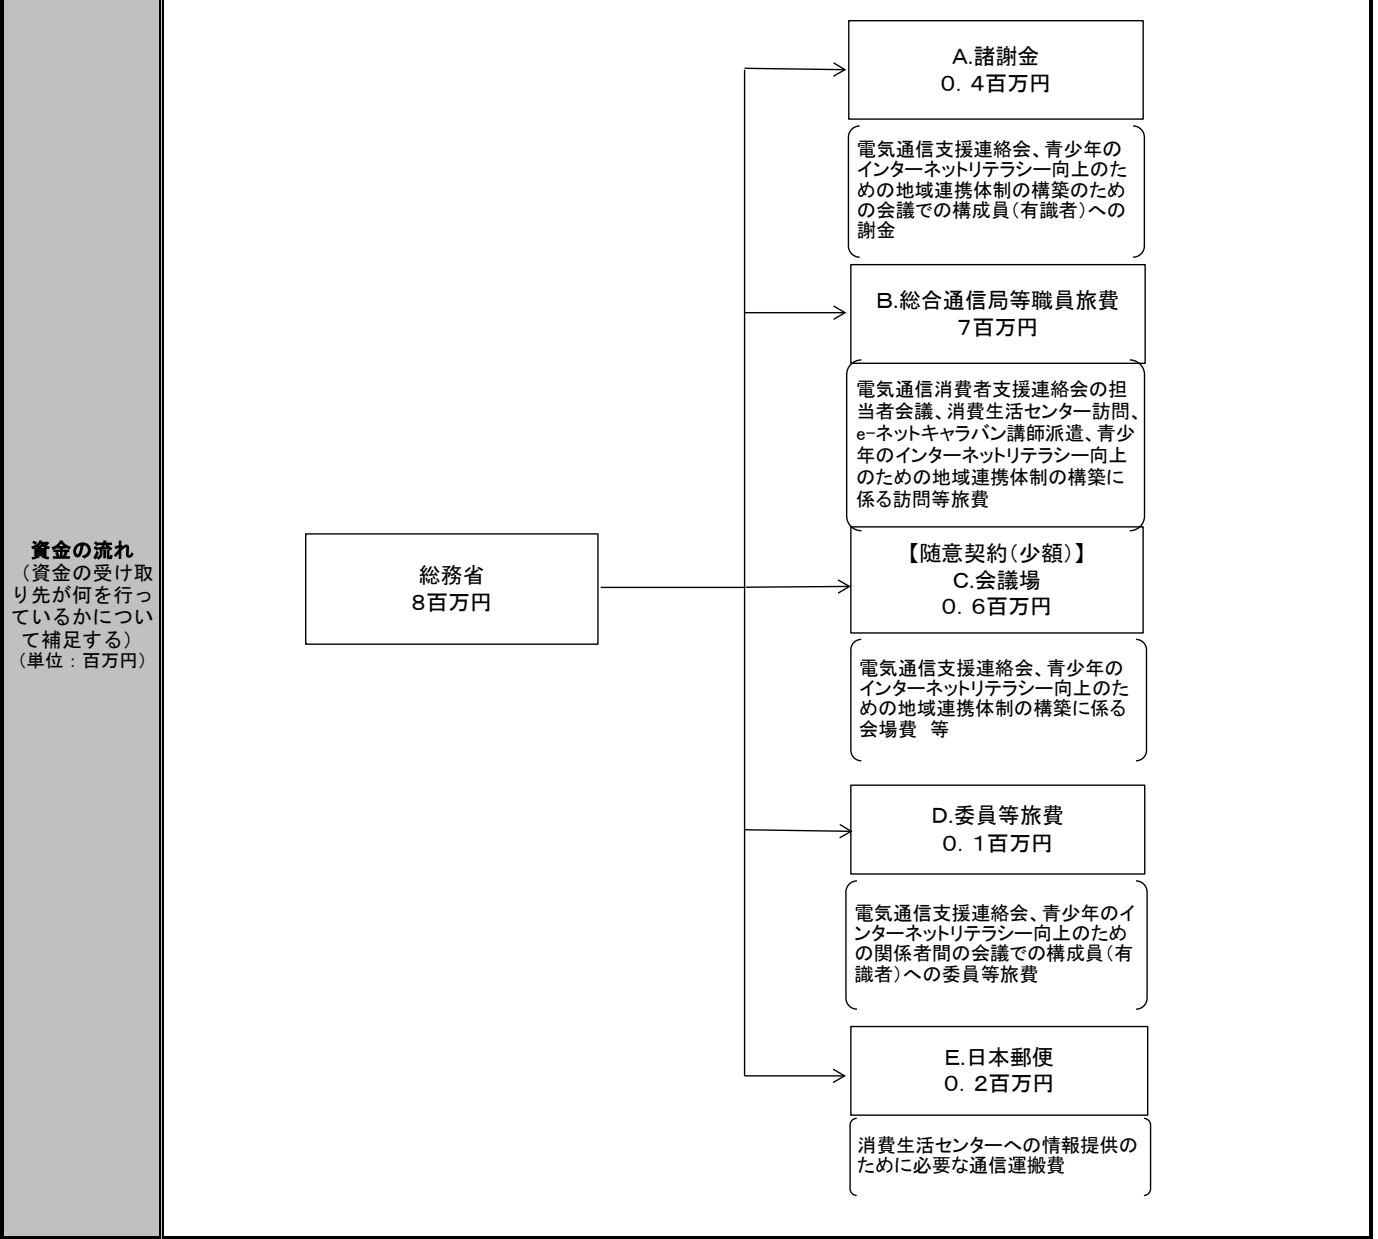 資金の流れ
（資金の受け取
り先が何を行っ
ているかについ
て補足する）
（単位：百万円）
総務省
８百万円
A.諸謝金
０．４百万円
電気通信支援連絡会、青少年の
インターネットリテラシー向上のた
めの地域連携体制の構築のため
の会議での構成員（有識者）への
謝金
B.総合通信局等職員旅費
７百万円
電気通信消費者支援連絡会の担
当者会議、消費生活センター訪問、
e-ネットキャラバン講師派遣、青少
年のインターネットリテラシー向上
のための地域連携体制の構築に
係る訪問等旅費
【随意契約（少額）】
C.会議場
０．６百万円
電気通信支援連絡会、青少年の
インターネットリテラシー向上のた
めの地域連携体制の構築に係る
会場費　等
D.委員等旅費
０．１百万円
電気通信支援連絡会、青少年のイ
ンターネットリテラシー向上のため
の関係者間の会議での構成員（有
識者）への委員等旅費
E.日本郵便
０．２百万円
消費生活センターへの情報提供の
ために必要な通信運搬費